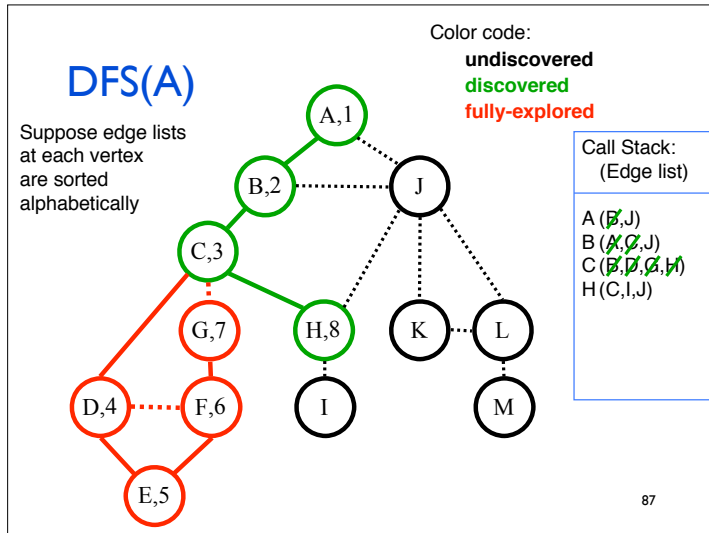 Color code:
undiscovered
discovered
fully-explored
DFS(A)
Suppose edge lists
at each vertex
are sorted
alphabetically
A,1
B,2
J
C,3
G,7
H,8
K
L
D,4
F,6
I
M
E,5
Call Stack:
(Edge list)
A (B,J)
B (A,C,J)
C (B,D,G,H)
H (C,I,J)
87